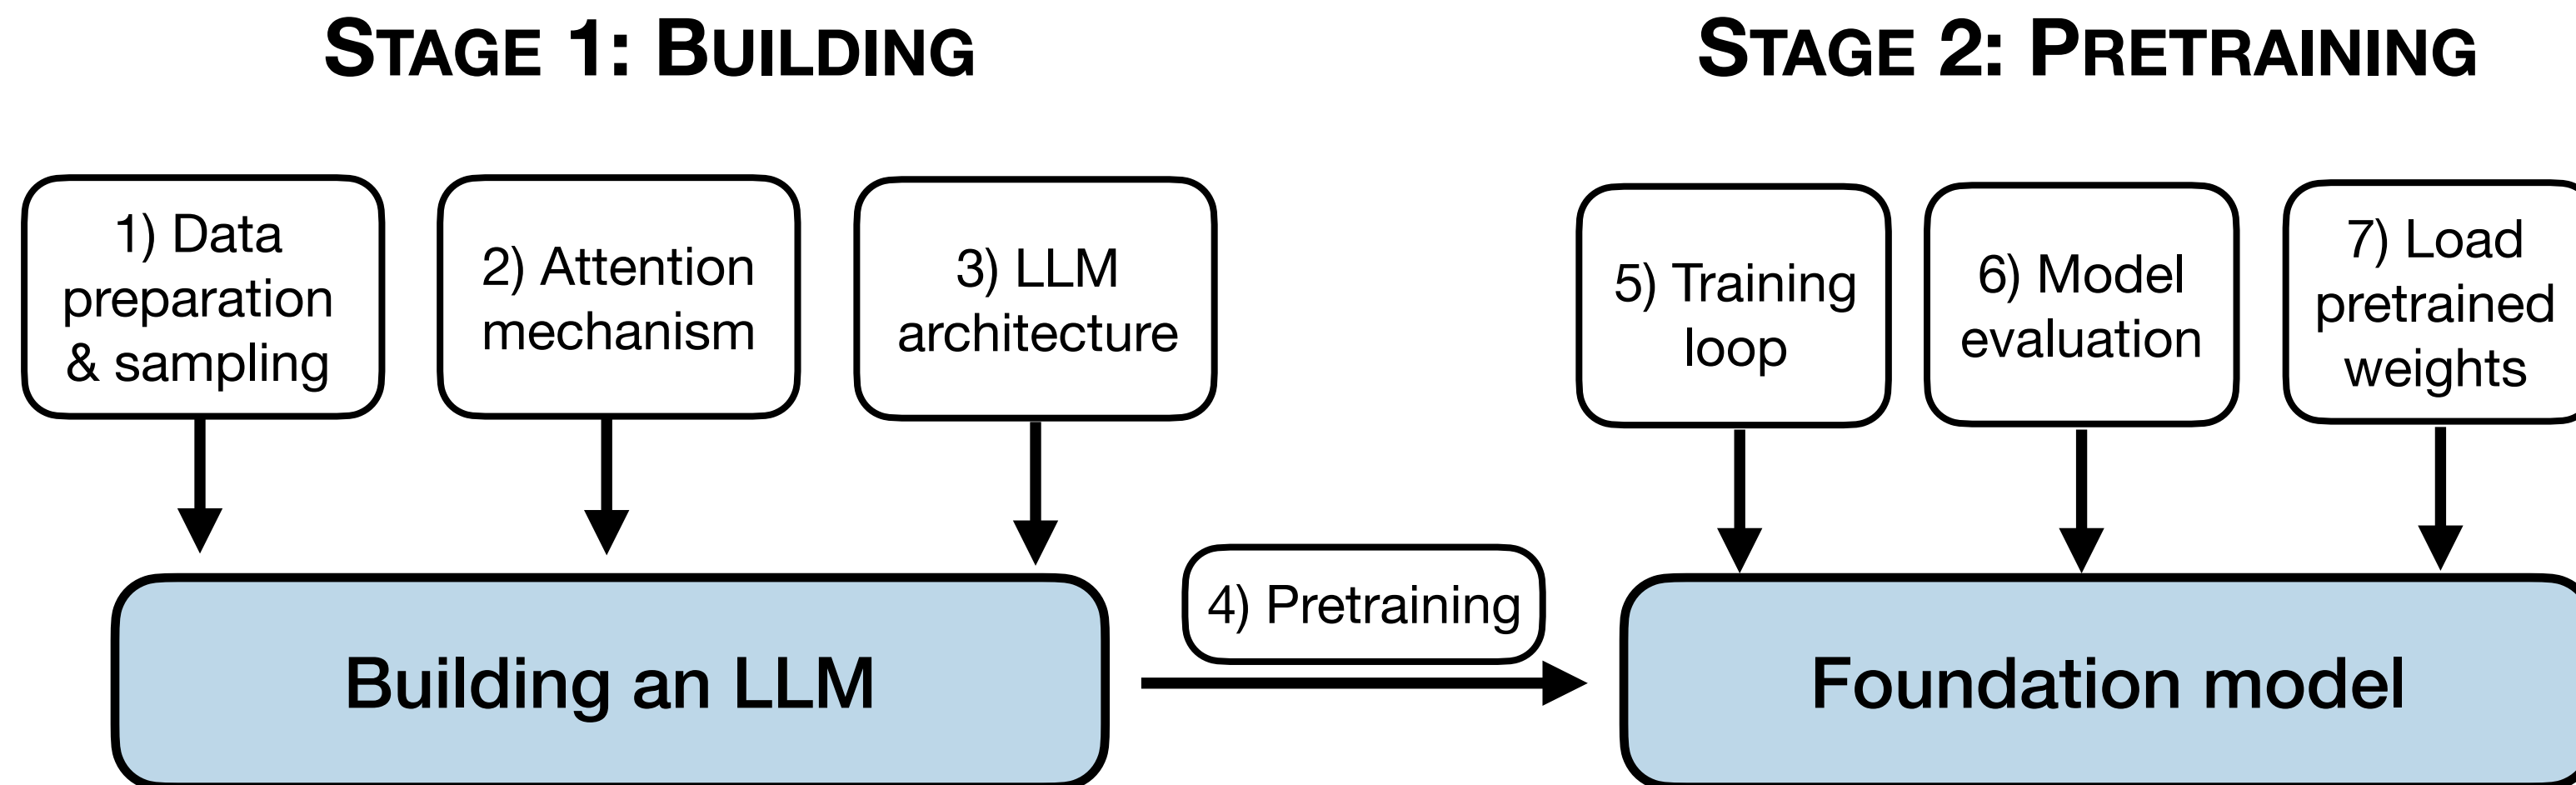 STAGE 1: BUILDING
STAGE 2: PRETRAINING
1) Data
preparation
& sampling
2) Attention
mechanism
3) LLM
architecture
5) Training
loop
6) Model
evaluation
7) Load
pretrained
weights
4) Pretraining
Building an LLM
Foundation model